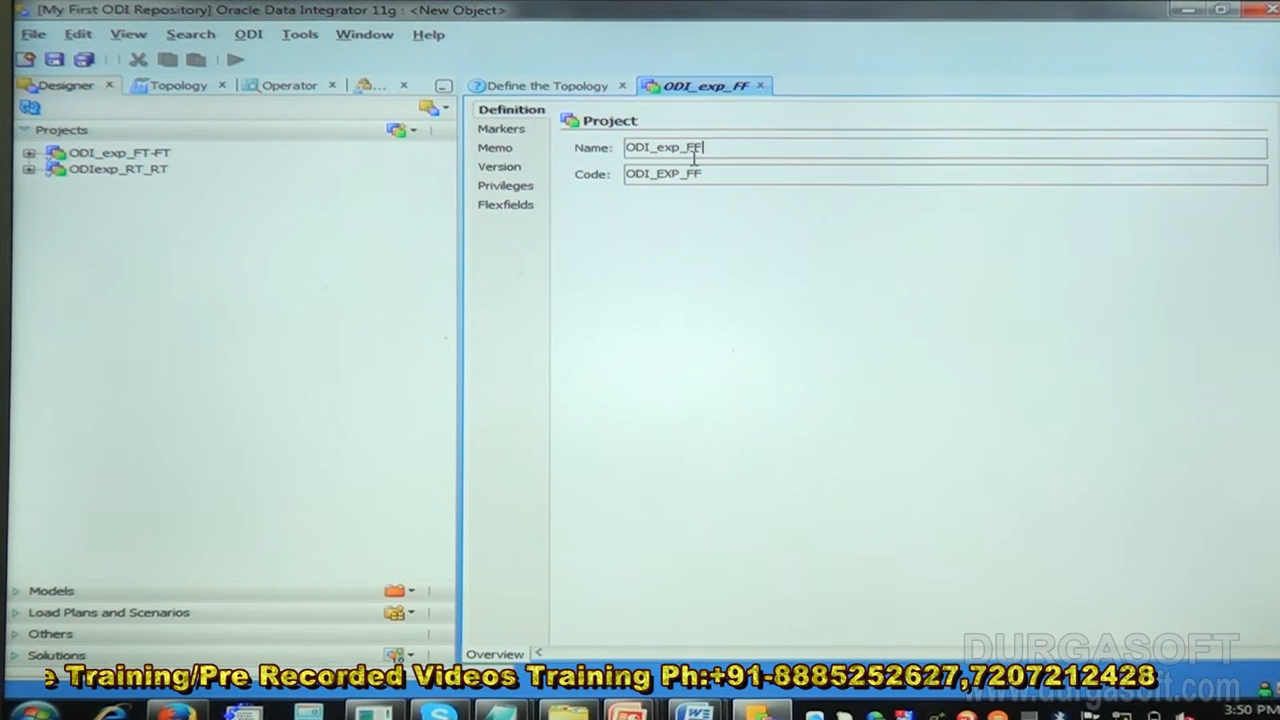 [My First ODI Repository] Oracle Data Integrator 11g : <New Object>
File Edit View Search ODI Tools Window Help
Designer Topology Operator ... Define the Topology ODI_exp_FF
Definition
Project
Projects
Markers
ODI_exp_FT-FT
Memo
Name: ODI_exp_FF
ODIexp_RT_RT
Version
Code: ODI_EXP_FF
Privileges
Flexfields
Models
Load Plans and Scenarios
Others
Solutions
Overview
DURGASOFT
e Training/Pre Recorded Videos Training Ph:+91-8885252627,7207212428
www.durgasoft.com
3:50 PM